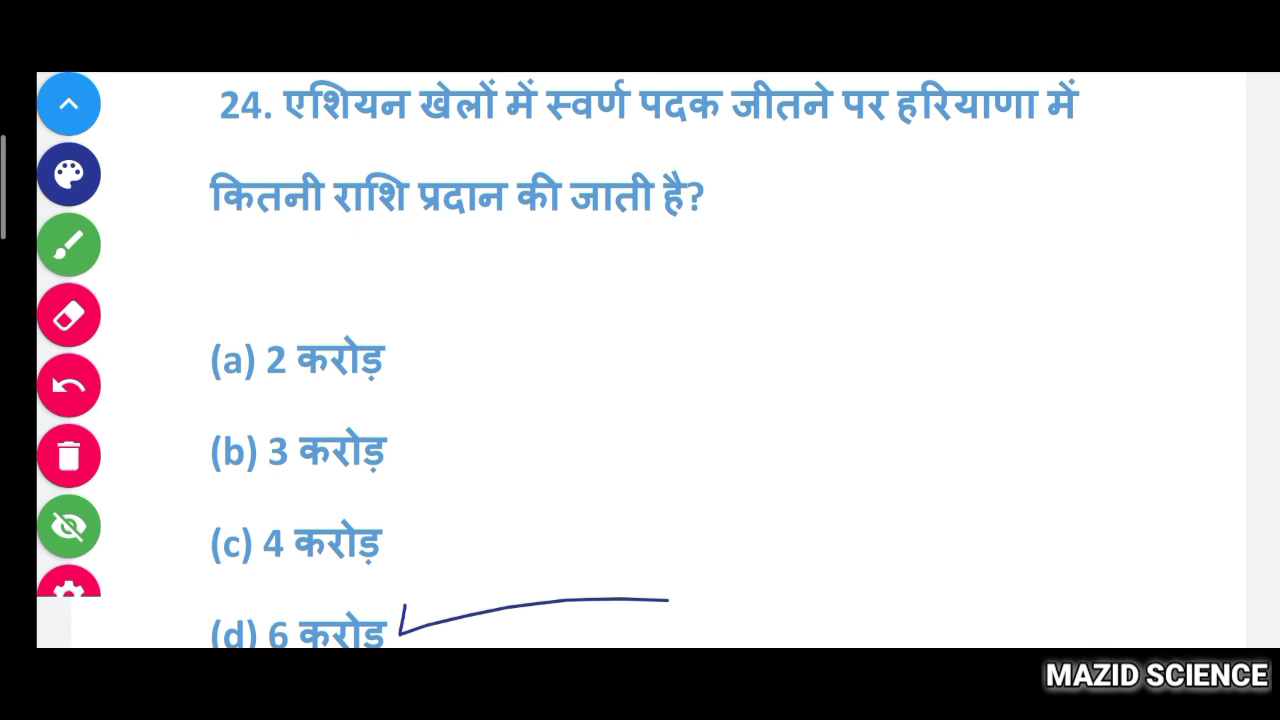 24. एशियन खेलों में स्वर्ण पदक जीतने पर हरियाणा में
कितनी राशि प्रदान की जाती है?
(a) 2 करोड़
(b) 3 करोड़
(c) 4 करोड़
(d) 6 करोड़
MAZID SCIENCE